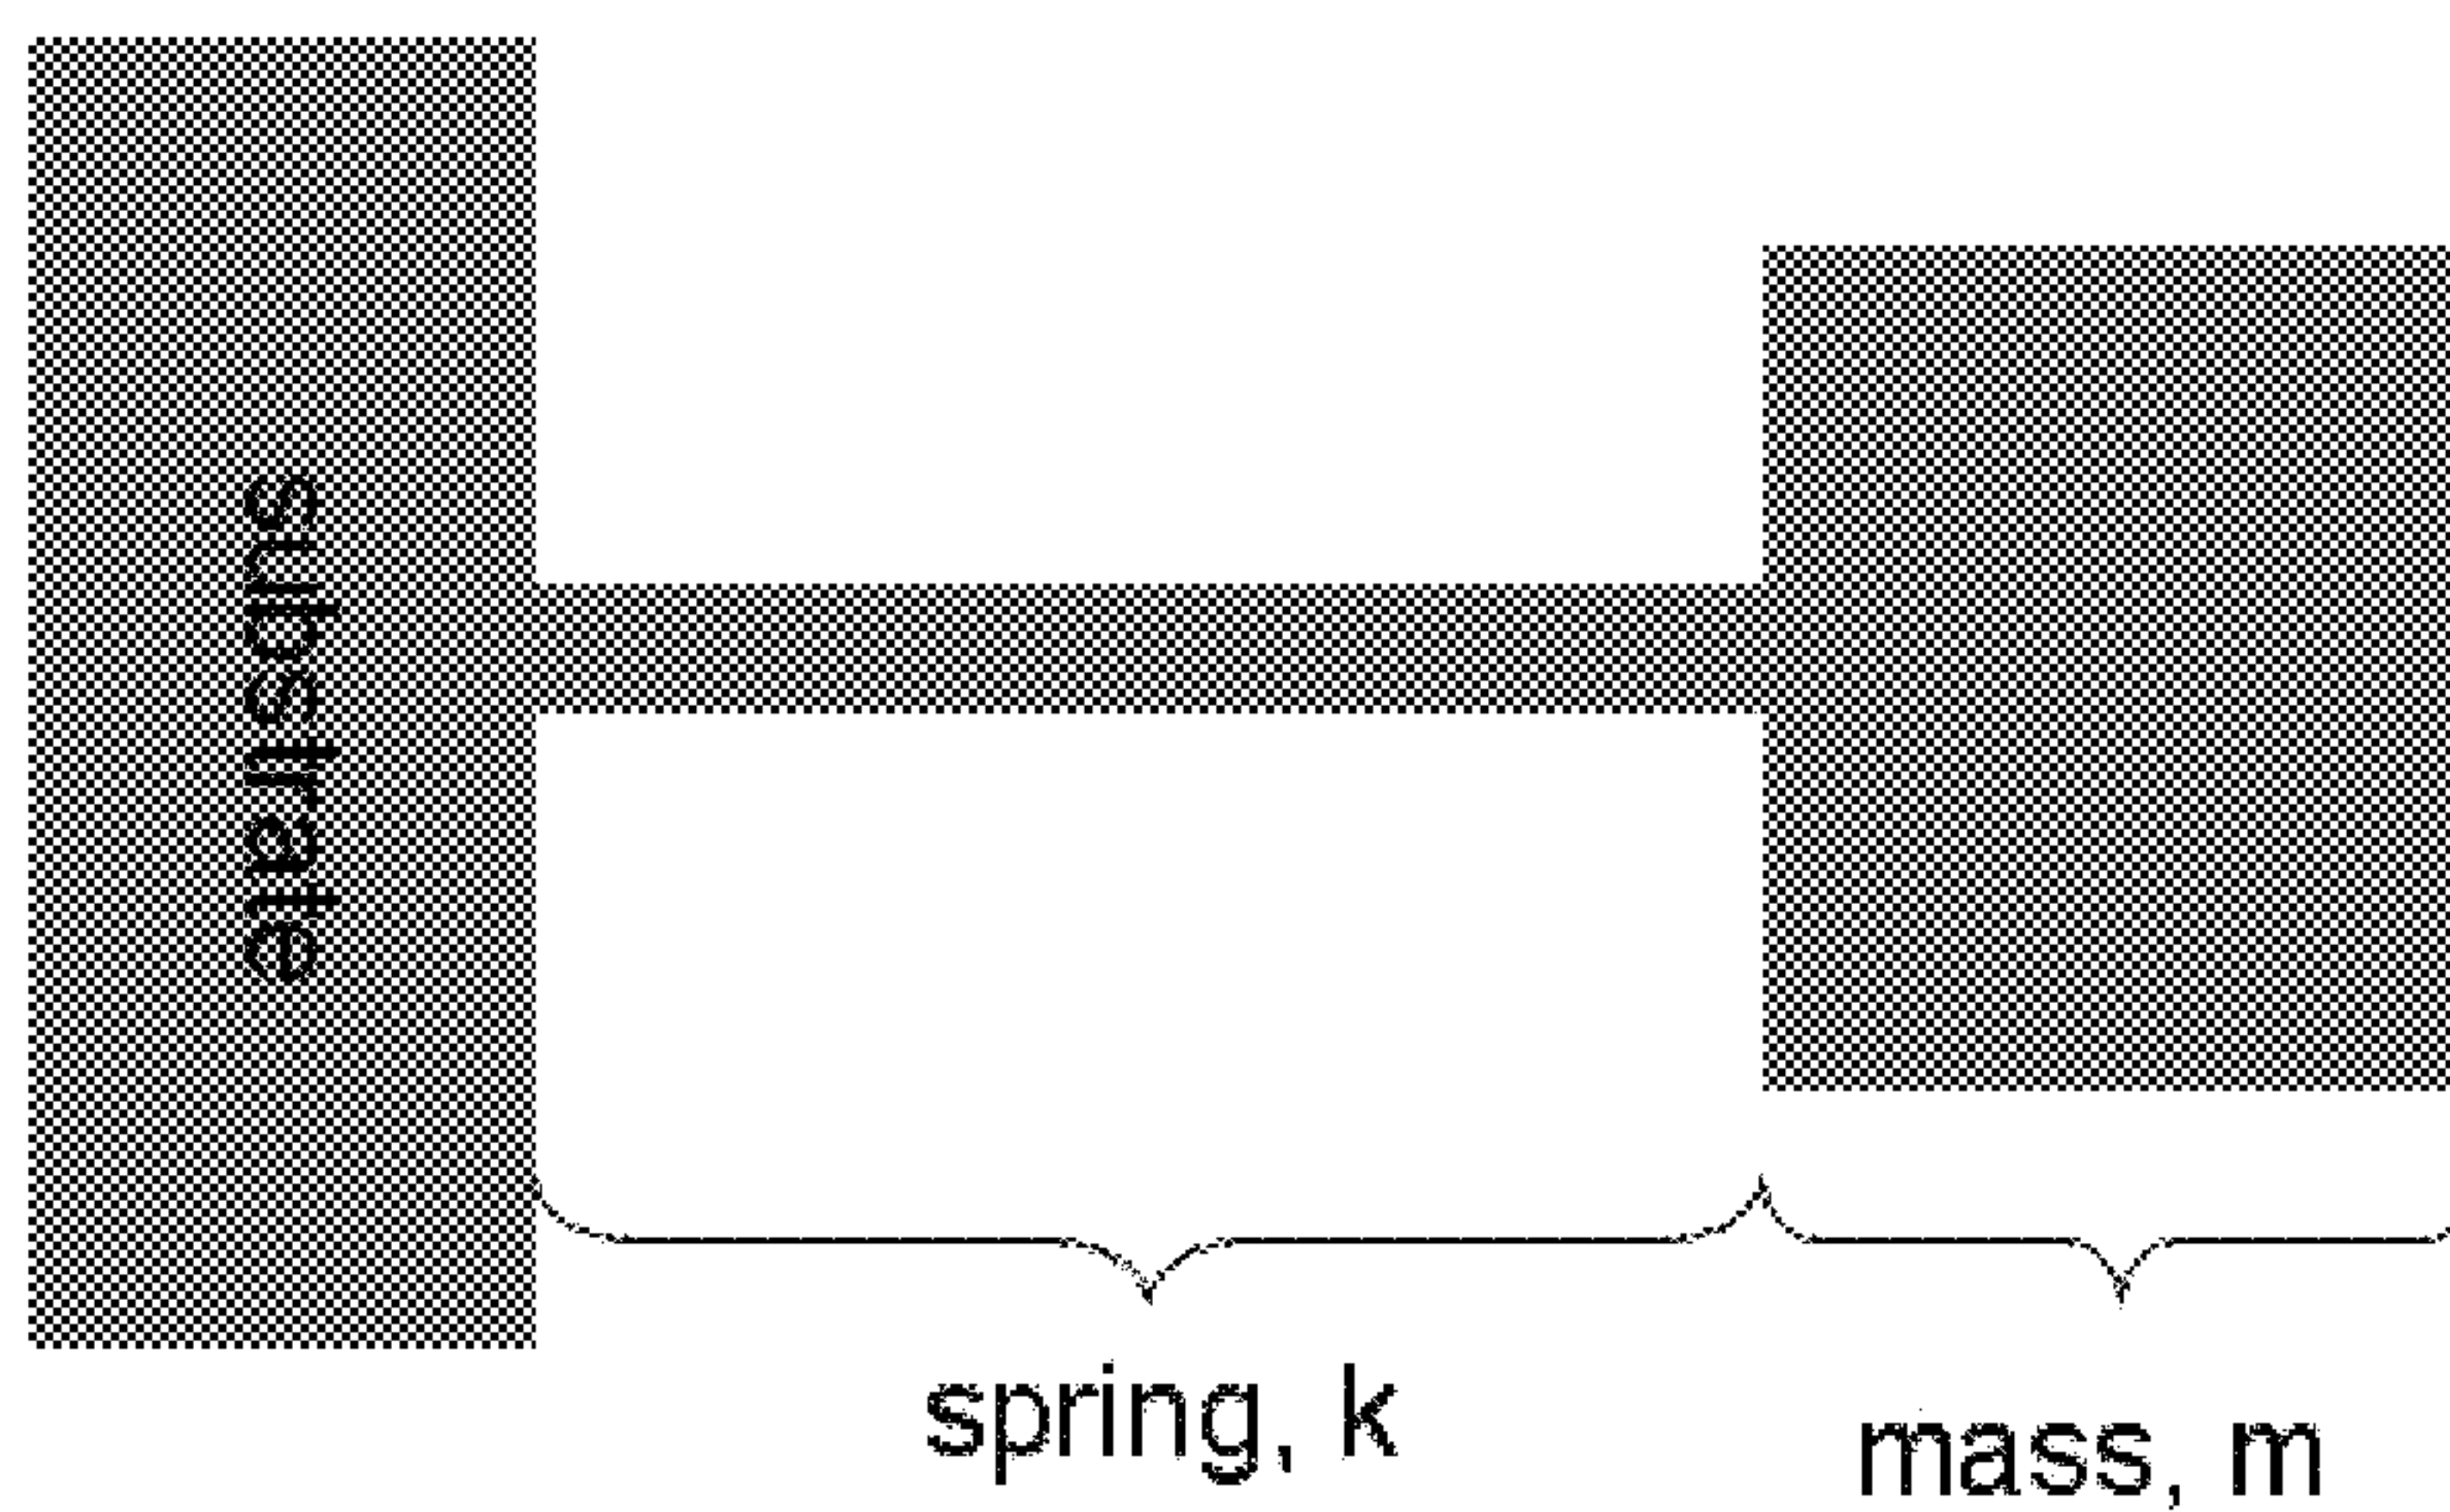 substrate
spring, k
mass, m